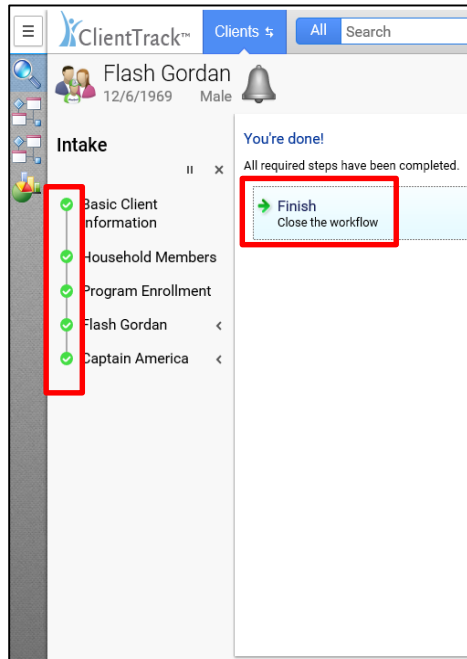 ClientTrack™
Clients
All Search
Flash Gordan
12/6/1969 Male
Intake
Basic Client
Information
Household Members
Program Enrollment
Flash Gordan
Captain America
You're done!
All required steps have been completed.
Finish
Close the workflow